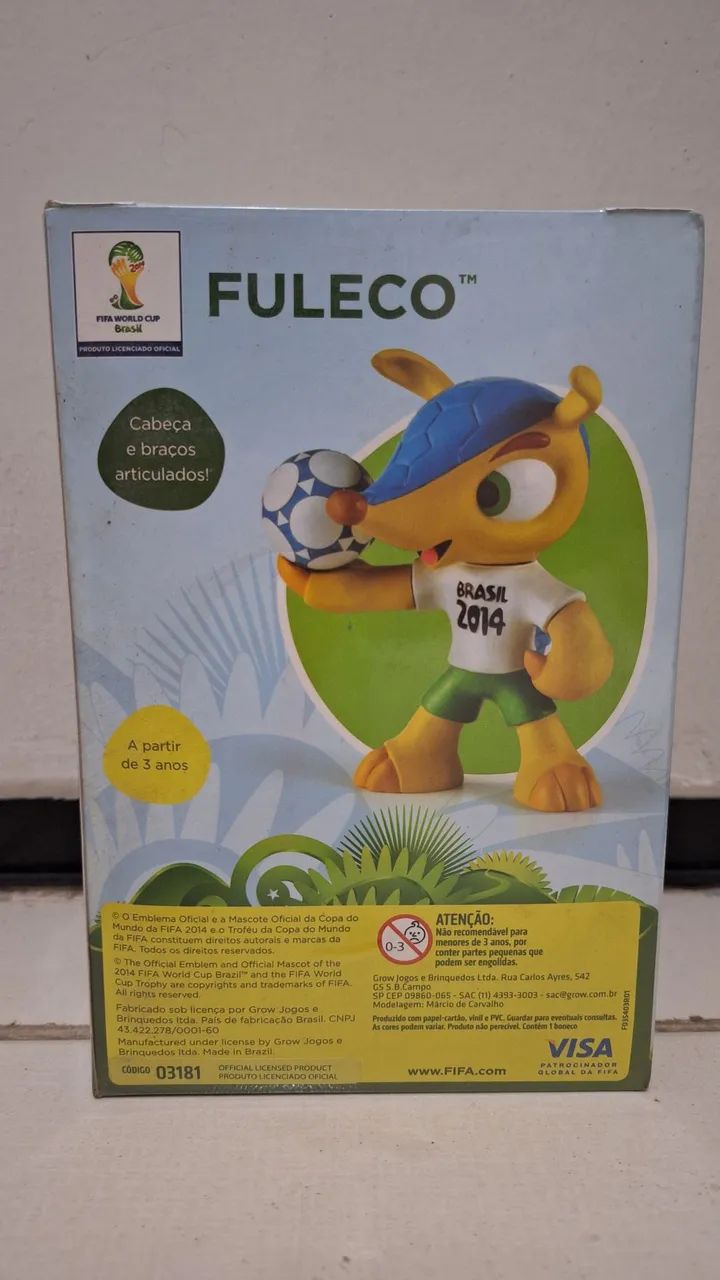 2014
FIFA WORLD CUP
Brasil
PRODUTO LICENCIADO OFICIAL
FULECO™
Cabeça
e braços
articulados!
BRASIL
2014
A partir
de 3 anos
© O Emblema Oficial e a Mascote Oficial da Copa do
Mundo da FIFA 2014 e o Troféu da Copa do Mundo
da FIFA constituem direitos autorais e marcas da
FIFA. Todos os direitos reservados.
© The Official Emblem and Official Mascot of the
2014 FIFA World Cup Brazil™ and the FIFA World
Cup Trophy are copyrights and trademarks of FIFA.
All rights reserved.
Fabricado sob licença por Grow Jogos e
Brinquedos ltda. País de fabricação Brasil. CNPJ
43.422.278/0001-60
Manufactured under license by Grow Jogos e
Brinquedos ltda. Made in Brazil.
CÓDIGO 03181
OFFICIAL LICENSED PRODUCT
PRODUTO LICENCIADO OFICIAL
0-3
ATENÇÃO:
Não recomendável para
menores de 3 anos, por
conter partes pequenas que
podem ser engolidas.
Grow Jogos e Brinquedos Ltda. Rua Carlos Ayres, 542
GS S.B.Campo
SP CEP 09860-065 - SAC (11) 4393-3003 - sac@grow.com.br
Modelagem: Márcio de Carvalho
Produzido com papel-cartão, vinil e PVC. Guardar para eventuais consultas.
As cores podem variar. Produto não perecível. Contém 1 boneco
F03S403R01
www.FIFA.com
VISA
PATROCINADOR
GLOBAL DA FIFA